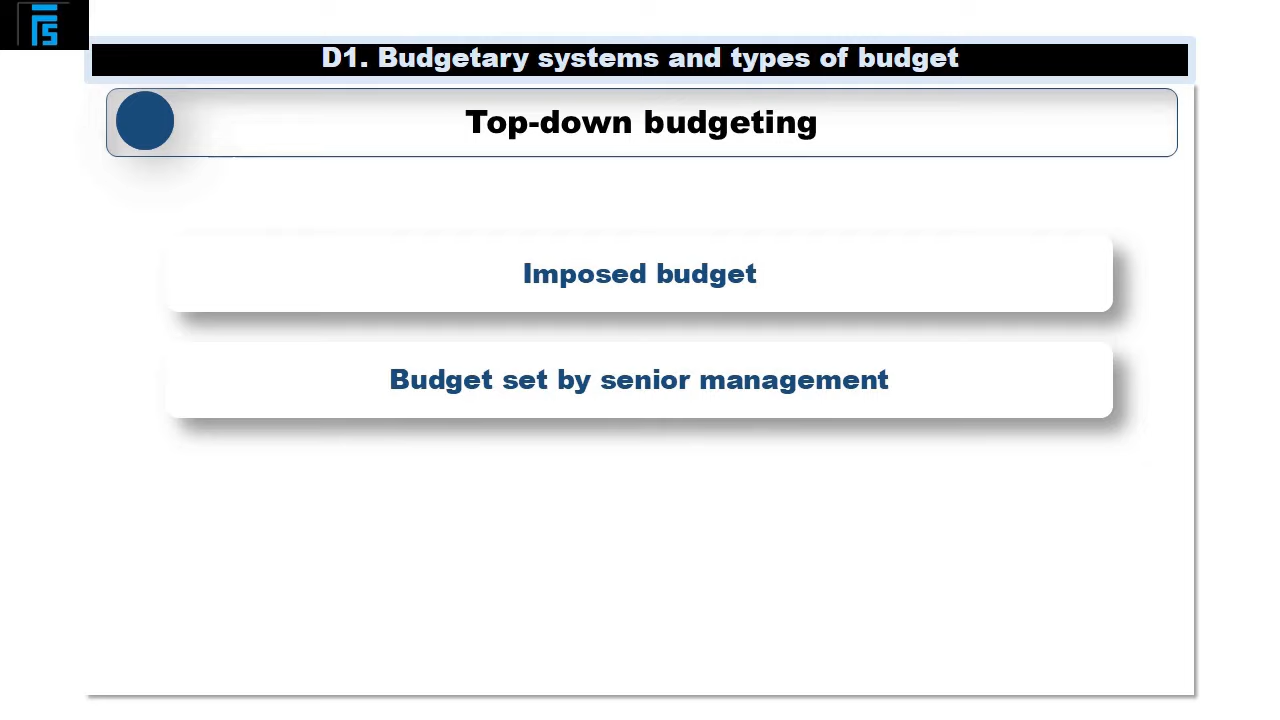 D1. Budgetary systems and types of budget
Top-down budgeting
Imposed budget
Budget set by senior management